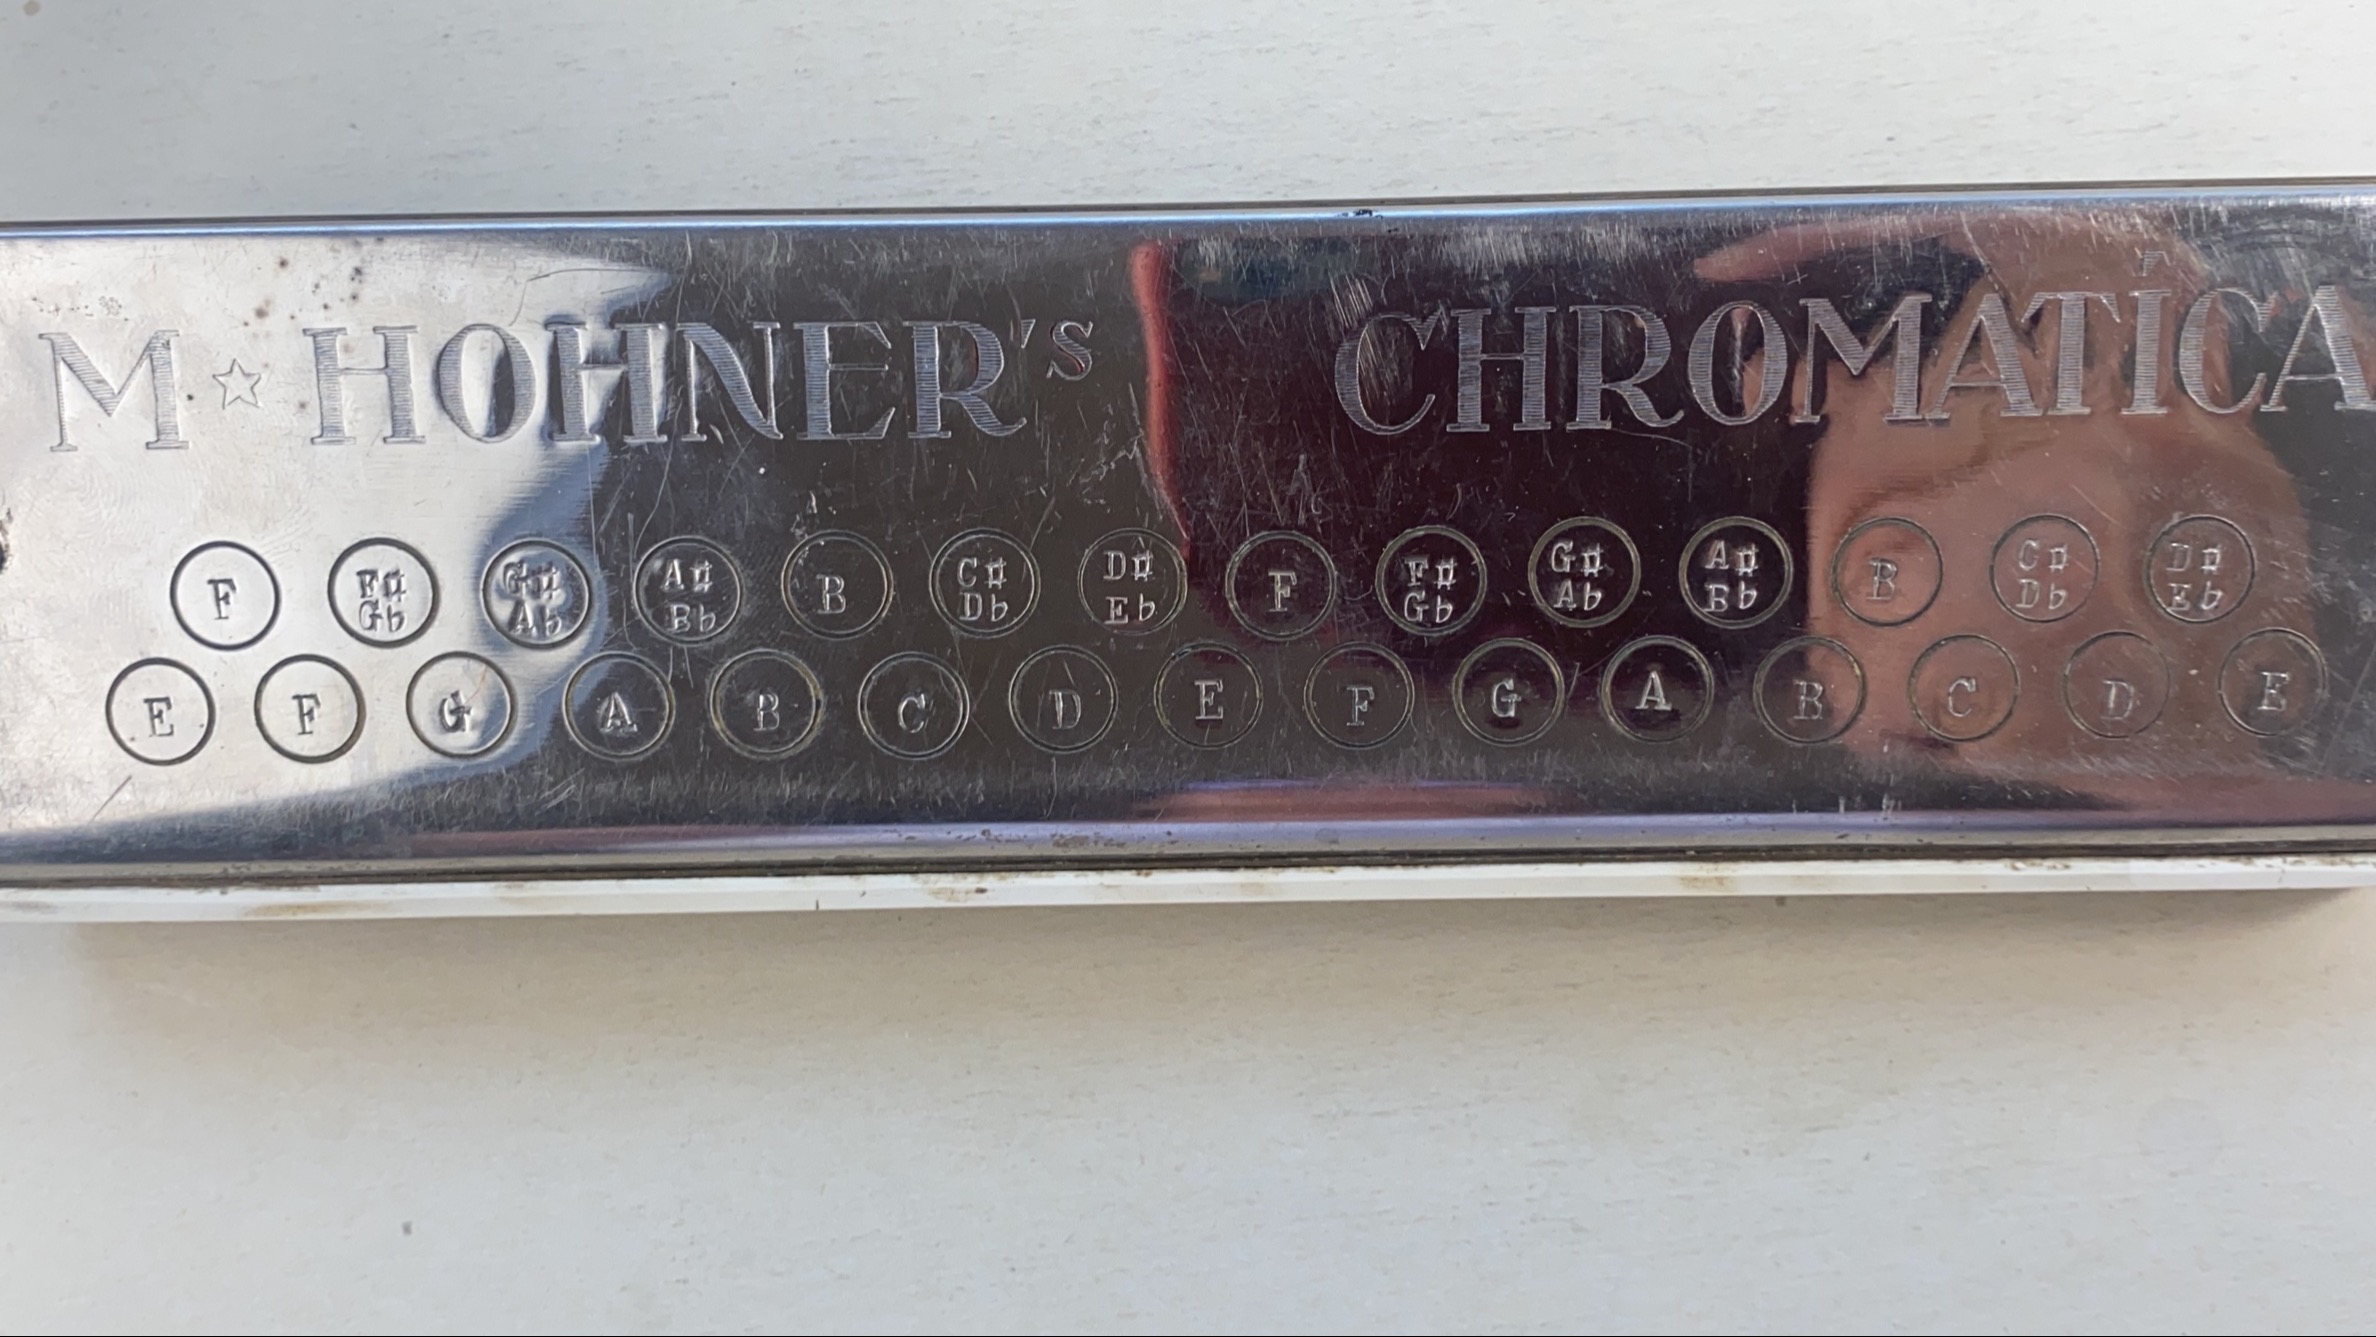 M☆HOHNER's CHROMATICA
F F♯ G♭ G♯ A♭ A♯ B♭ B C♯ D♭ D♯ E♭ F F♯ G♭ G♯ A♭ A♯ B♭ B C♯ D♭ D♯ E♭
E F G A B C D E F G A B C D E